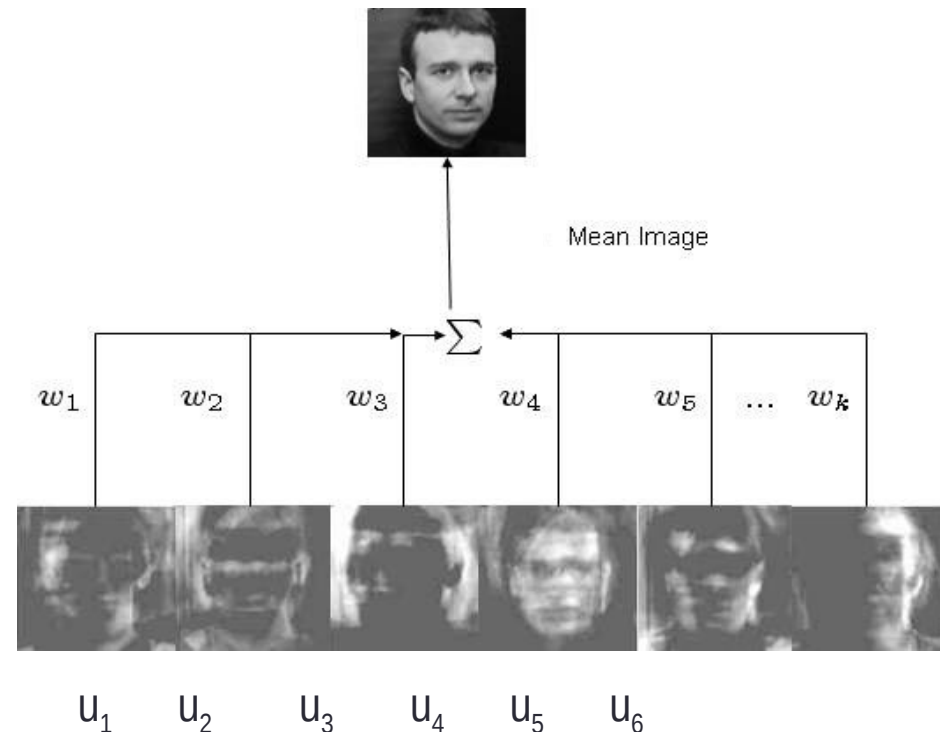 Mean Image
∑
w₁ w₂ w₃ w₄ w₅ ... wₖ
u₁ u₂ u₃ u₄ u₅ u₆